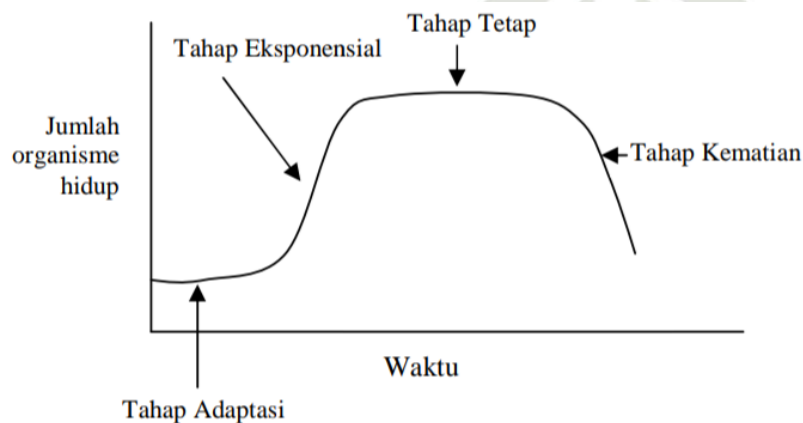 Tahap Tetap
Tahap Eksponensial
Jumlah
organisme
hidup
Tahap Kematian
Waktu
Tahap Adaptasi